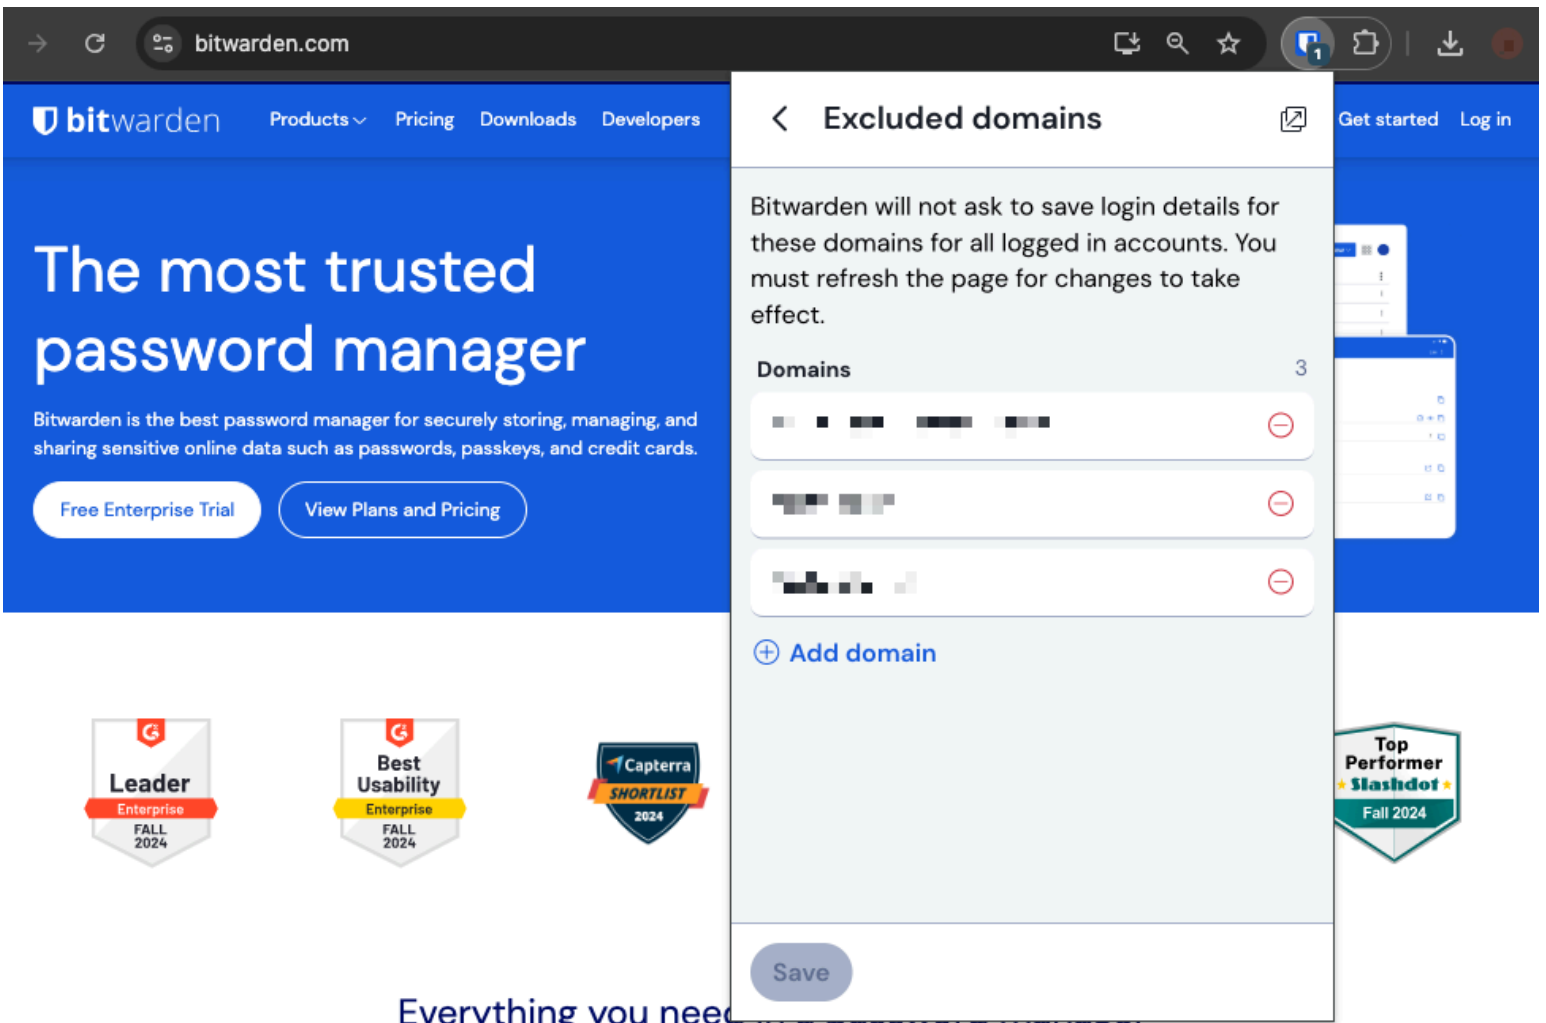 bitwarden.com
1
bitwarden
Products
Pricing
Downloads
Developers
Get started
Log in
The most trusted
password manager
Bitwarden is the best password manager for securely storing, managing, and
sharing sensitive online data such as passwords, passkeys, and credit cards.
Free Enterprise Trial
View Plans and Pricing
Excluded domains
Bitwarden will not ask to save login details for
these domains for all logged in accounts. You
must refresh the page for changes to take
effect.
Domains
3
Add domain
Save
Leader
Enterprise
FALL
2024
Best
Usability
Enterprise
FALL
2024
Capterra
SHORTLIST
2024
Top
Performer
Slashdot
Fall 2024
Everything you need